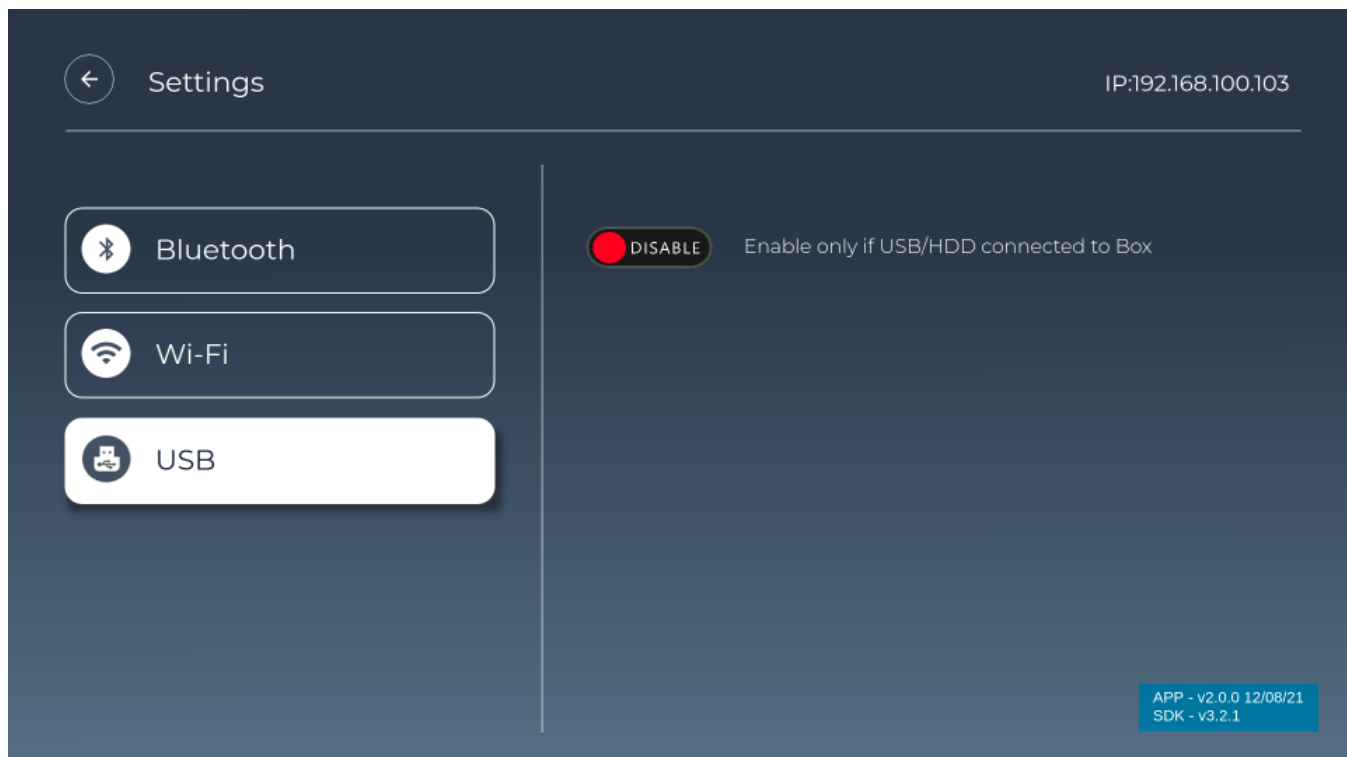 Settings
IP:192.168.100.103
Bluetooth
DISABLE
Enable only if USB/HDD connected to Box
Wi-Fi
USB
APP - v2.0.0 12/08/21
SDK - v3.2.1